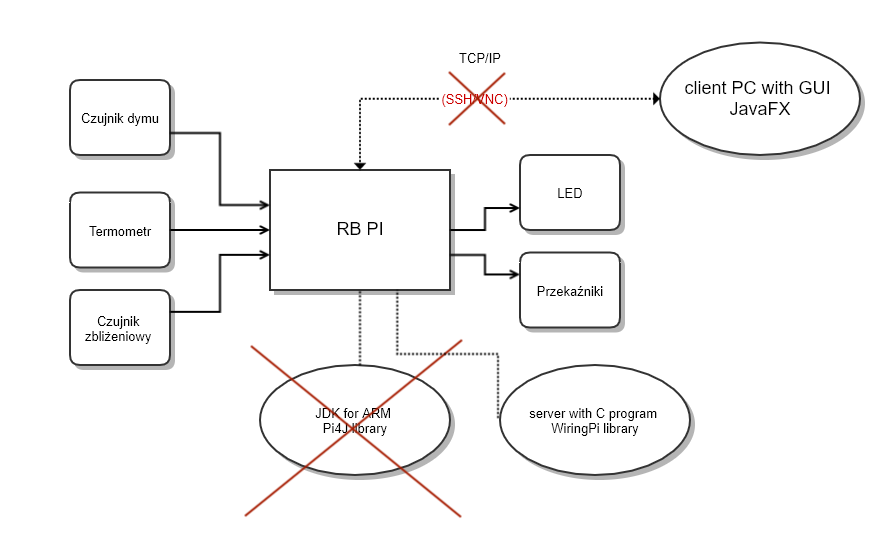 TCP/IP
(SSH/VNC)
client PC with GUI
JavaFX
Czujnik dymu
LED
Termometr
RB PI
Przekaźniki
Czujnik
zbliżeniowy
JDK for ARM
Pi4J library
server with C program
WiringPi library